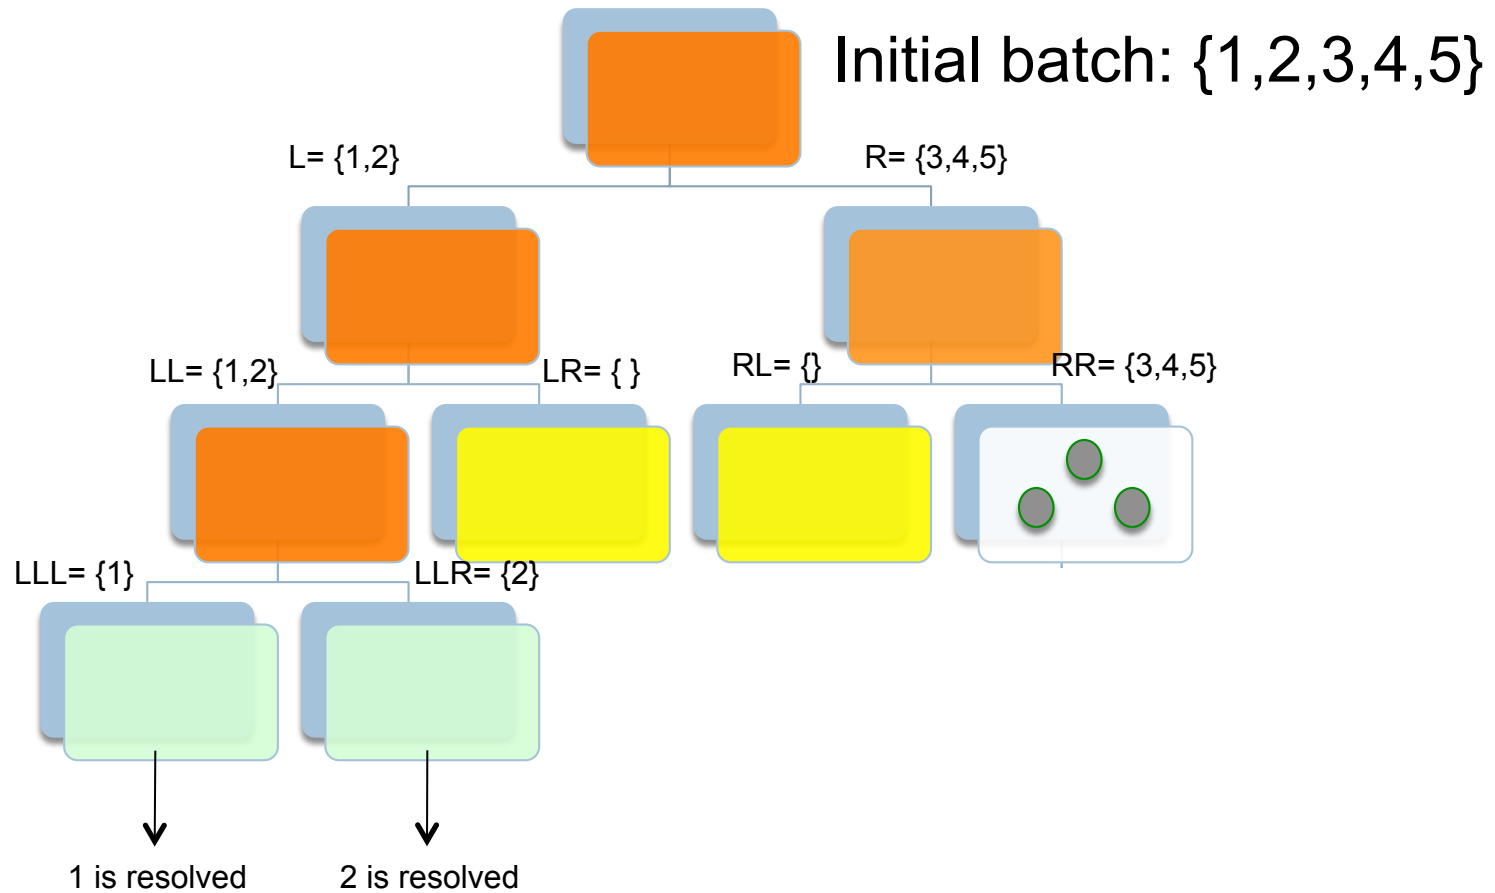 Initial batch: {1,2,3,4,5}
L= {1,2}
R= {3,4,5}
LL= {1,2}
LR= { }
RL= {}
RR= {3,4,5}
LLL= {1}
LLR= {2}
1 is resolved
2 is resolved